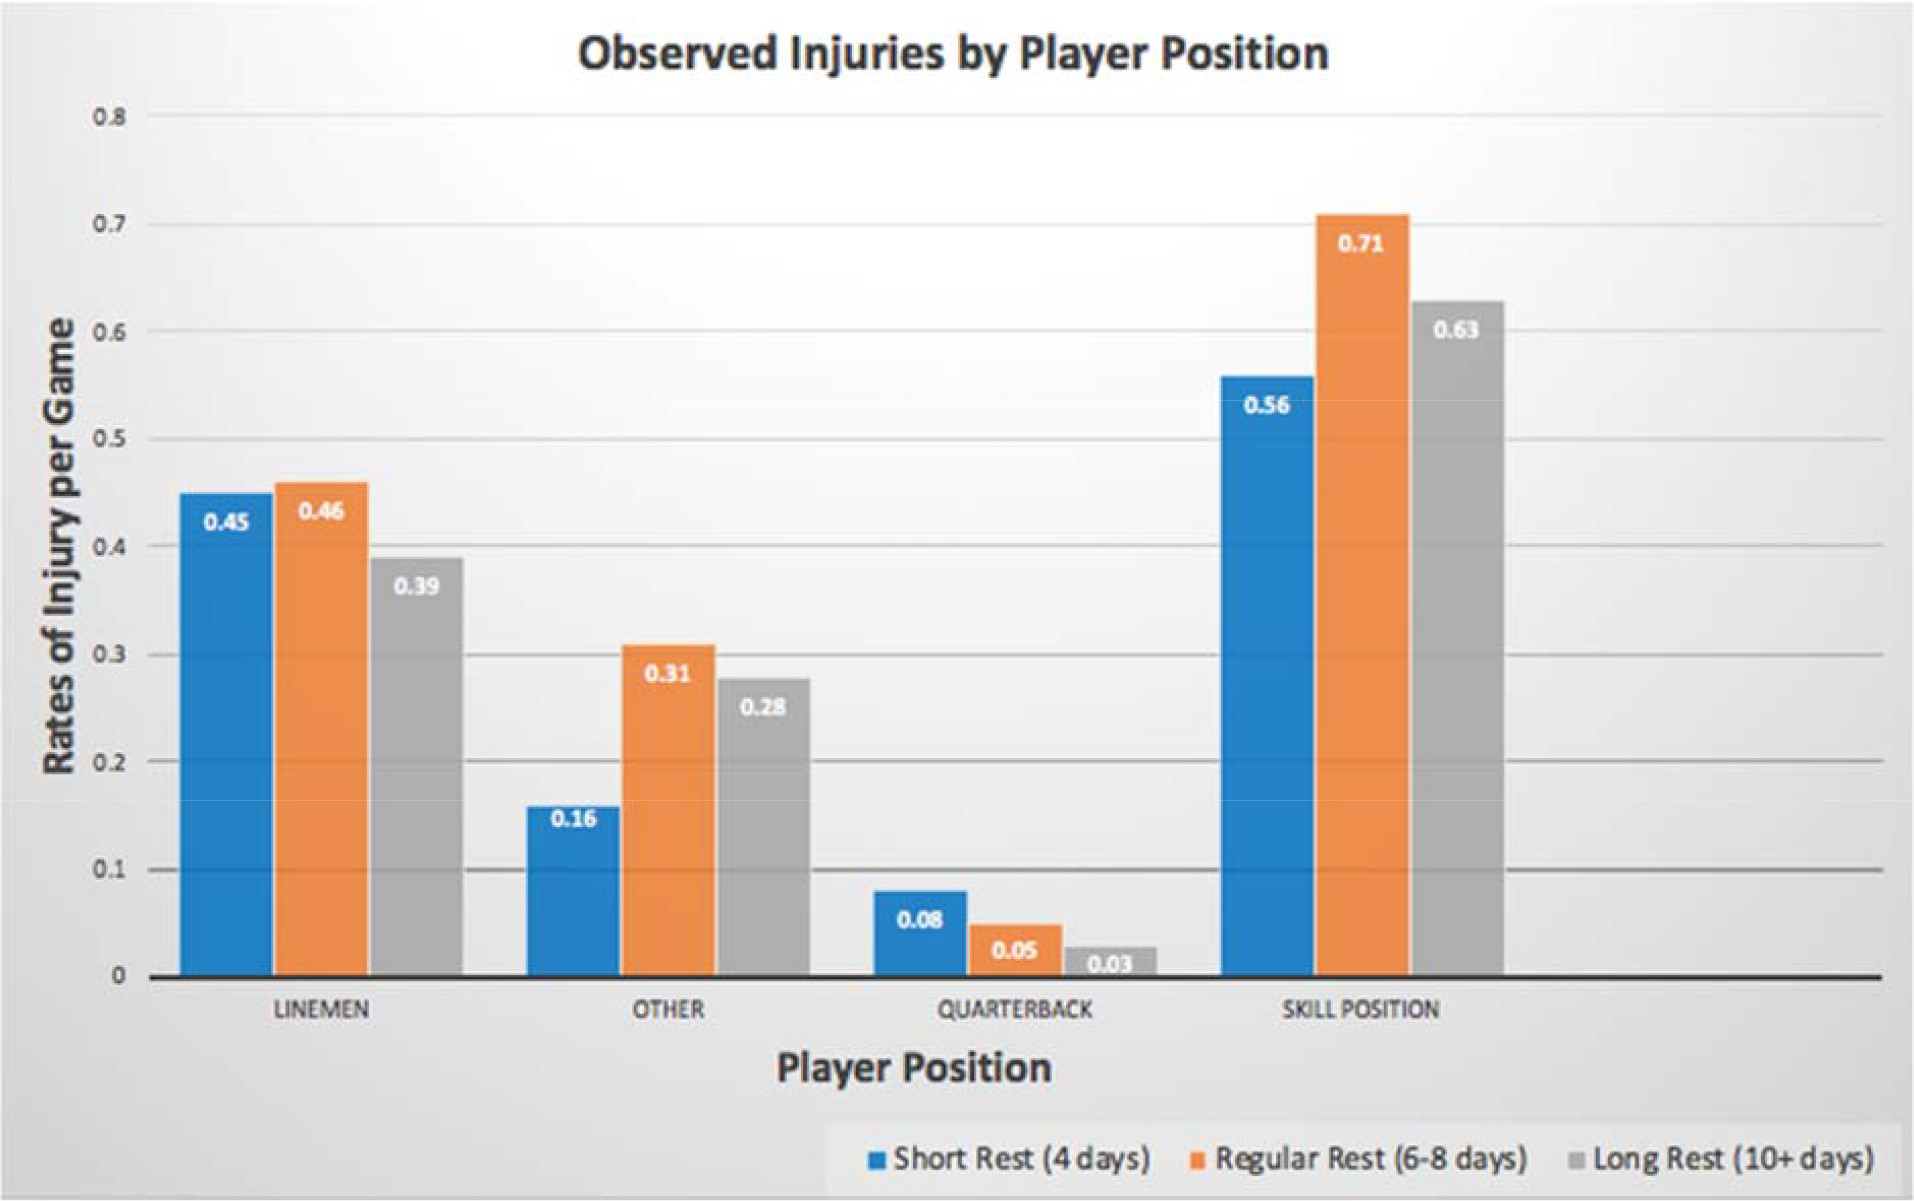 Observed Injuries by Player Position
Rates of Injury per Game
0.8
0.7
0.6
0.5
0.4
0.3
0.2
0.1
0
0.45
0.46
0.39
0.16
0.31
0.28
0.08
0.05
0.03
0.56
0.71
0.63
LINEMEN
OTHER
QUARTERBACK
SKILL POSITION
Player Position
Short Rest (4 days)
Regular Rest (6-8 days)
Long Rest (10+ days)